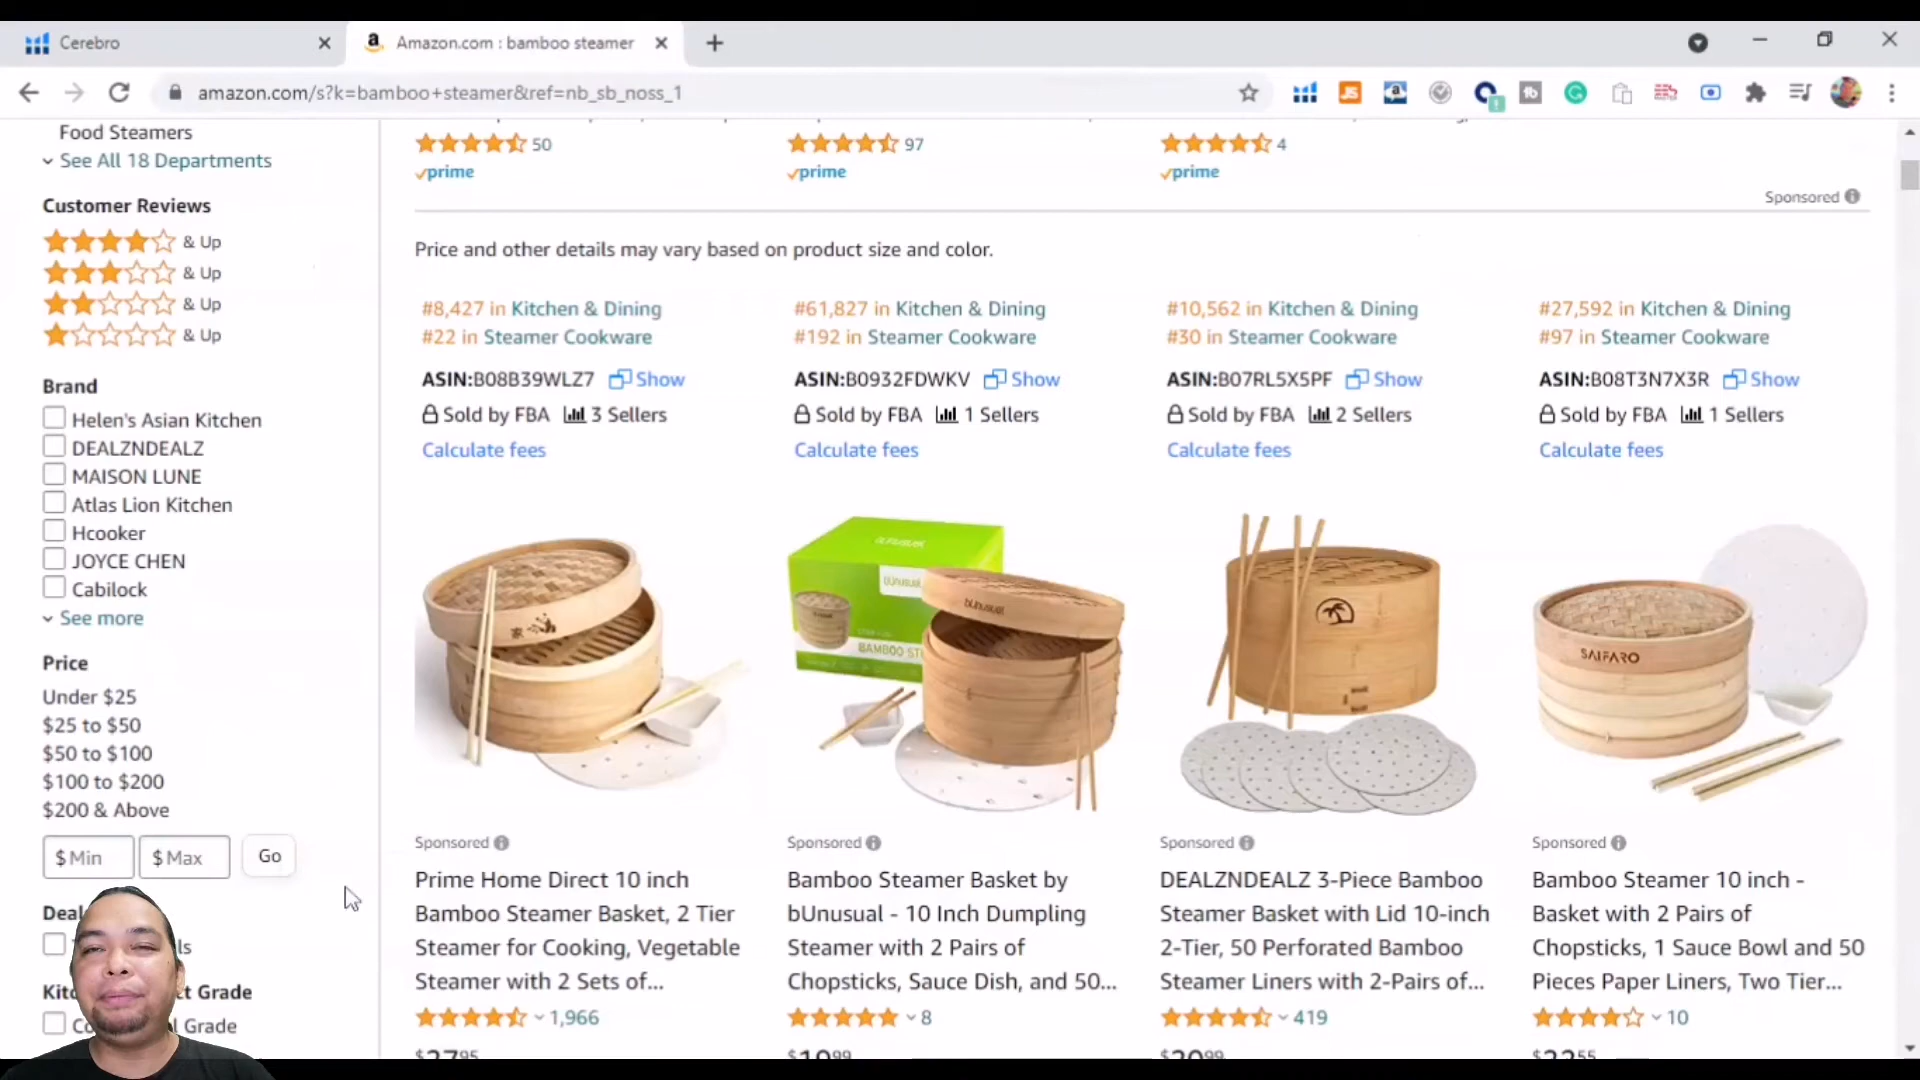 Cerebro
Amazon.com : bamboo steamer
amazon.com/s?k=bamboo+steamer&ref=nb_sb_noss_1
Food Steamers
See All 18 Departments
Customer Reviews
& Up
& Up
& Up
& Up
Brand
Helen's Asian Kitchen
DEALZNDEALZ
MAISON LUNE
Atlas Lion Kitchen
Hcooker
JOYCE CHEN
Cabilock
See more
Price
Under $25
$25 to $50
$50 to $100
$100 to $200
$200 & Above
$ Min $ Max Go
Grade
Grade
50 97 4
prime prime prime
Sponsored
Price and other details may vary based on product size and color.
#8,427 in Kitchen & Dining
#22 in Steamer Cookware
ASIN:B08B39WLZ7 Show
Sold by FBA 3 Sellers
Calculate fees
Sponsored
Prime Home Direct 10 inch
Bamboo Steamer Basket, 2 Tier
Steamer for Cooking, Vegetable
Steamer with 2 Sets of...
1,966
#61,827 in Kitchen & Dining
#192 in Steamer Cookware
ASIN:B0932FDWKV Show
Sold by FBA 1 Sellers
Calculate fees
bUnusual
Sponsored
Bamboo Steamer Basket by
bUnusual - 10 Inch Dumpling
Steamer with 2 Pairs of
Chopsticks, Sauce Dish, and 50...
8
#10,562 in Kitchen & Dining
#30 in Steamer Cookware
ASIN:B07RL5X5PF Show
Sold by FBA 2 Sellers
Calculate fees
Sponsored
DEALZNDEALZ 3-Piece Bamboo
Steamer Basket with Lid 10-inch
2-Tier, 50 Perforated Bamboo
Steamer Liners with 2-Pairs of...
419
#27,592 in Kitchen & Dining
#97 in Steamer Cookware
ASIN:B08T3N7X3R Show
Sold by FBA 1 Sellers
Calculate fees
SAIFARO
Sponsored
Bamboo Steamer 10 inch -
Basket with 2 Pairs of
Chopsticks, 1 Sauce Bowl and 50
Pieces Paper Liners, Two Tier...
10